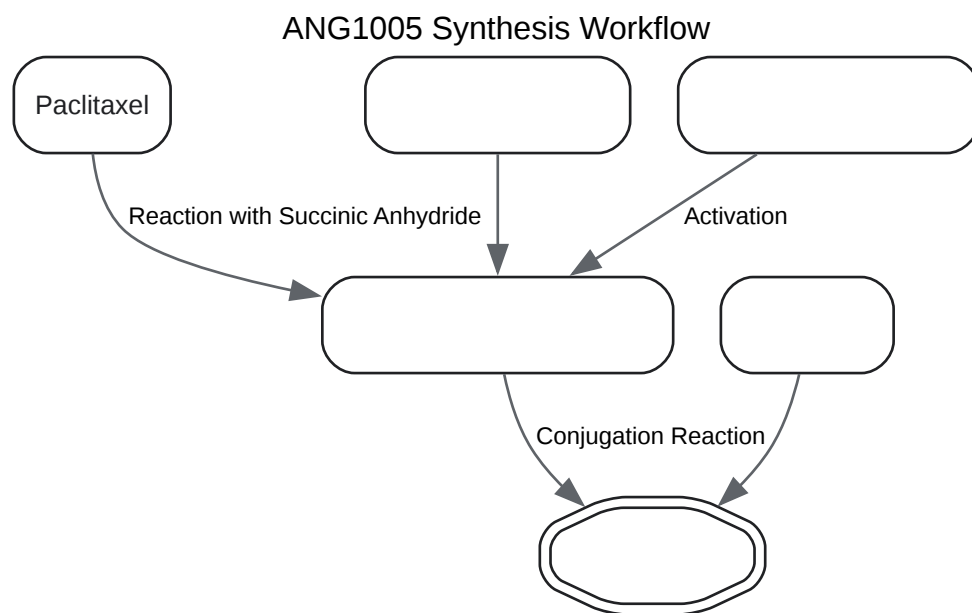 ANG1005 Synthesis Workflow
Paclitaxel
Reaction with Succinic Anhydride
Activation
Conjugation Reaction